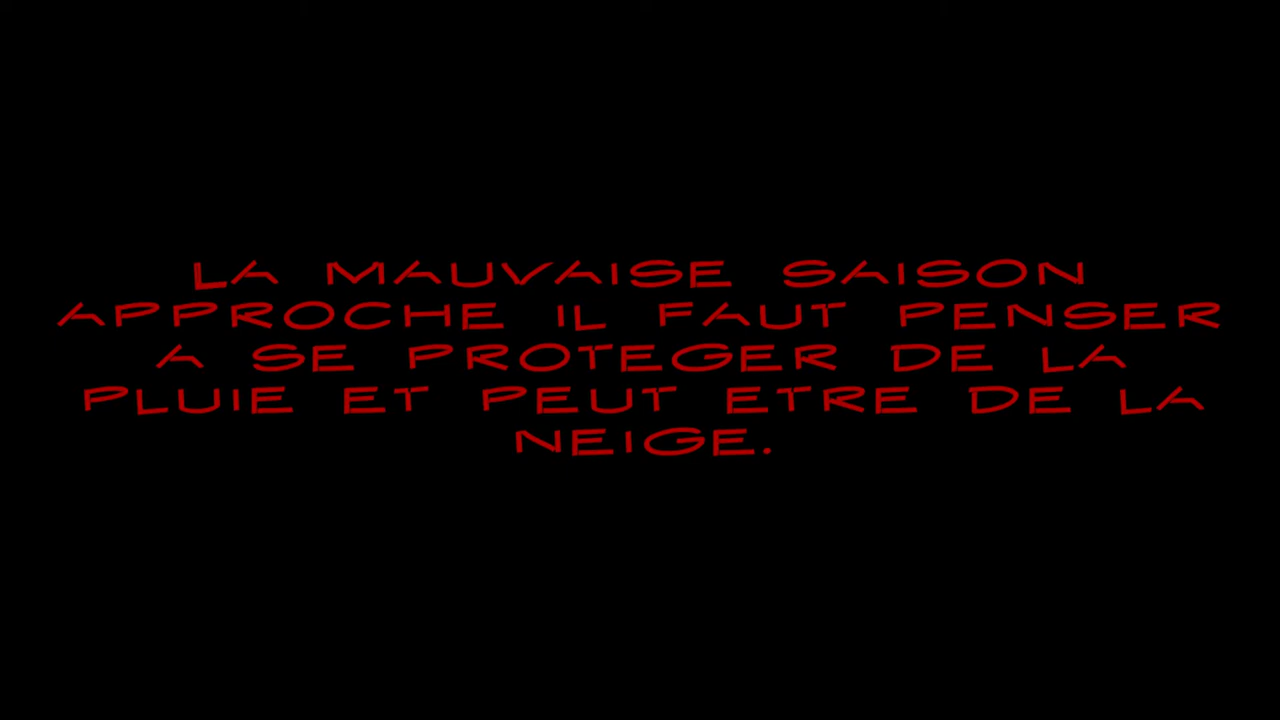 LA MAUVAISE SAISON
APPROCHE IL FAUT PENSER
A SE PROTEGER DE LA
PLUIE ET PEUT ETRE DE LA
NEIGE.